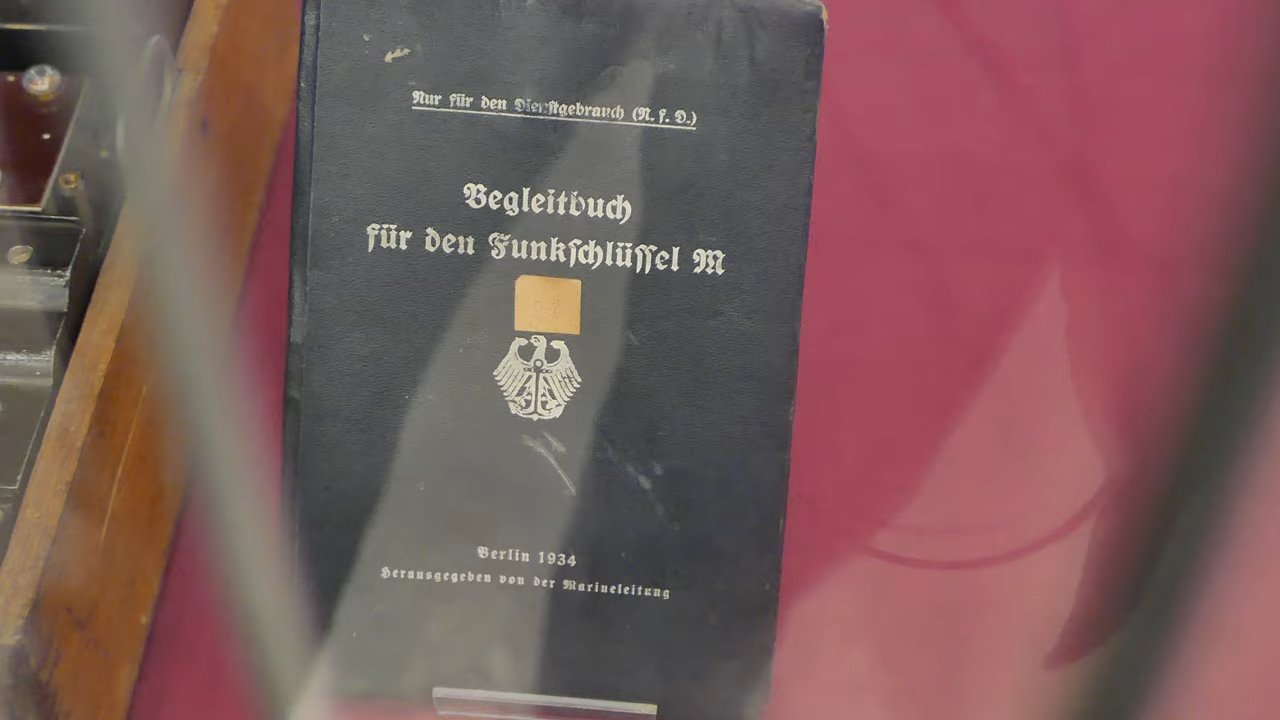 Nur für den Dienstgebrauch (N. f. D.)
Begleitbuch
für den Funkschlüssel M
Berlin 1934
Herausgegeben von der Marineleitung